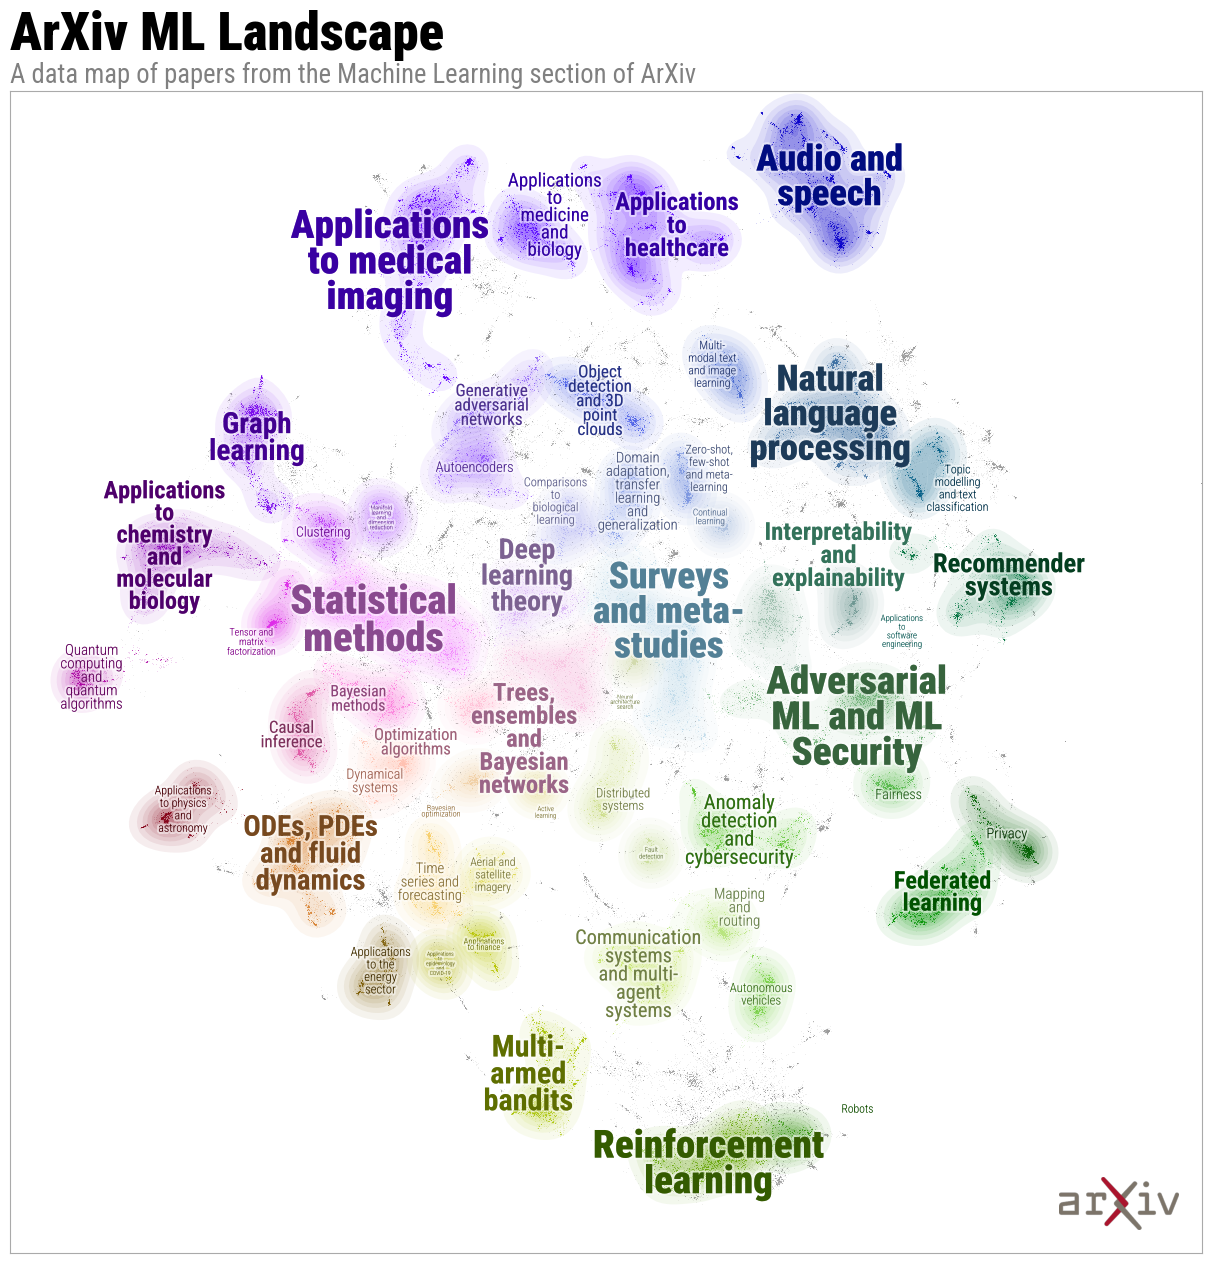 ArXiv ML Landscape
A data map of papers from the Machine Learning section of ArXiv
Audio and
speech
Applications
to
medicine
and
biology
Applications
to
healthcare
Applications
to medical
imaging
Multi-
modal text
and image
learning
Natural
language
processing
Object
detection
and 3D
point
clouds
Generative
adversarial
networks
Graph
learning
Autoencoders
Domain
adaptation,
transfer
learning
and
generalization
Zero-shot,
few-shot
and meta-
learning
Topic
modelling
and text
classification
Comparisons
to
biological
learning
Continual
learning
Applications
to
chemistry
and
molecular
biology
Manifold
learning
and
dimension
reduction
Clustering
Interpretability
and
explainability
Deep
learning
theory
Recommender
systems
Surveys
and meta-
studies
Statistical
methods
Applications
to
software
engineering
Tensor and
matrix
factorization
Quantum
computing
and
quantum
algorithms
Adversarial
ML and ML
Security
Bayesian
methods
Trees,
ensembles
and
Bayesian
networks
Neural
architecture
search
Causal
inference
Optimization
algorithms
Dynamical
systems
Distributed
systems
Fairness
Applications
to physics
and
astronomy
Bayesian
optimization
Active
learning
Anomaly
detection
and
cybersecurity
Privacy
ODEs, PDEs
and fluid
dynamics
Fault
detection
Time
series and
forecasting
Aerial and
satellite
imagery
Federated
learning
Mapping
and
routing
Applications
to the
energy
sector
Applications
to
epidemiology
and
COVID-19
Applications
to finance
Communication
systems
and multi-
agent
systems
Autonomous
vehicles
Multi-
armed
bandits
Robots
Reinforcement
learning
arXiv